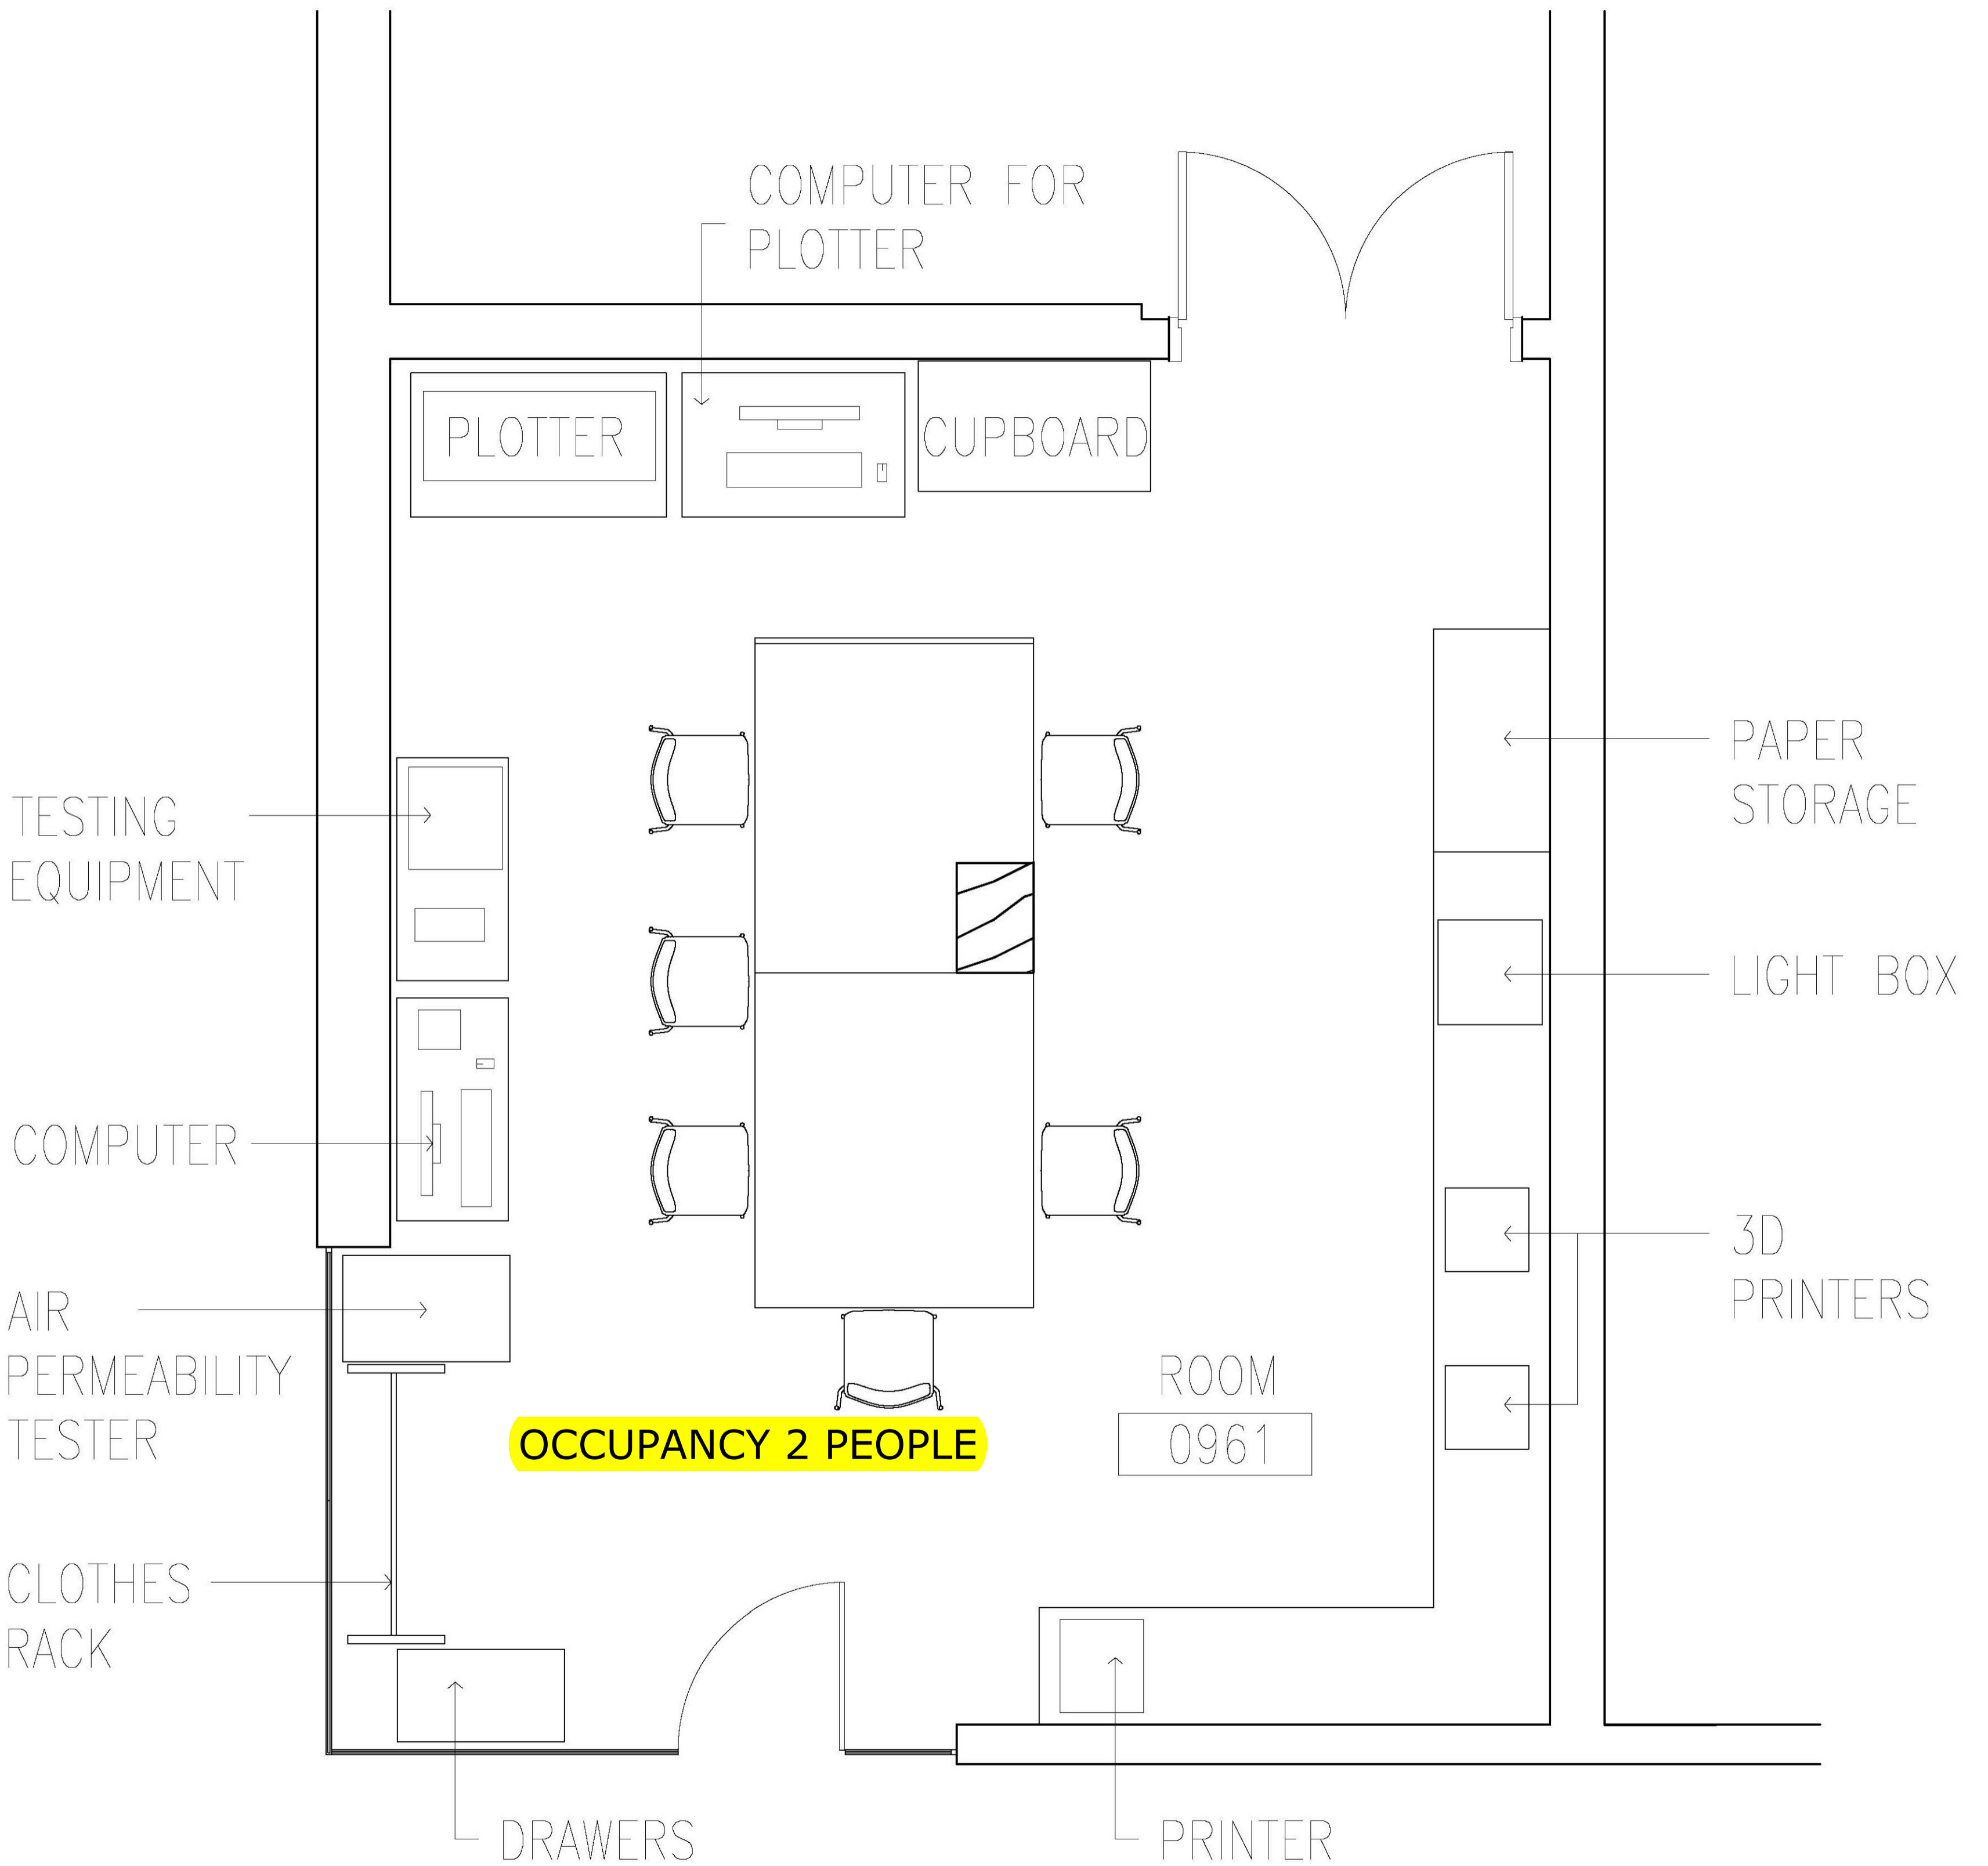 COMPUTER FOR
PLOTTER
PLOTTER
CUPBOARD
TESTING
EQUIPMENT
PAPER
STORAGE
LIGHT BOX
COMPUTER
3D
PRINTERS
AIR
PERMEABILITY
TESTER
ROOM
0961
OCCUPANCY 2 PEOPLE
CLOTHES
RACK
DRAWERS
PRINTER